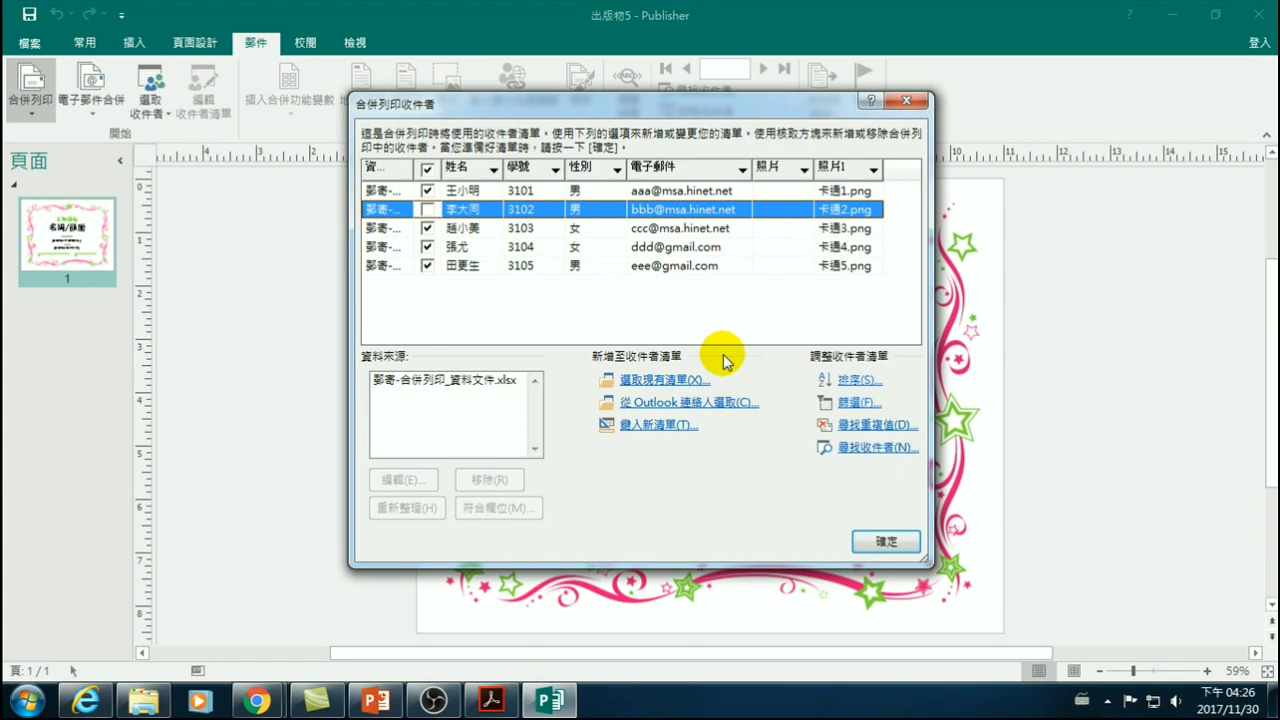 出版物5 - Publisher
檔案 常用 插入 頁面設計 郵件 校閱 檢視 登入
合併列印 電子郵件合併 選取 收件者 編輯 收件者清單 插入合併功能變數
開始
頁面
1
合併列印收件者
這是合併列印時將使用的收件者清單。使用下列的選項來新增或變更您的清單。使用核取方塊來新增或移除合併列
印中的收件者。當您準備好清單時，請按一下 [確定]。
資... 姓名 學號 性別 電子郵件 照片 照片1
郵寄-... 王小明 3101 男 aaa@msa.hinet.net 卡通1.png
郵寄-... 李大同 3102 男 bbb@msa.hinet.net 卡通2.png
郵寄-... 趙小美 3103 女 ccc@msa.hinet.net 卡通3.png
郵寄-... 張尤 3104 女 ddd@gmail.com 卡通4.png
郵寄-... 田更生 3105 男 eee@gmail.com 卡通5.png
資料來源: 新增至收件者清單 調整收件者清單
郵寄-合併列印_資料文件.xlsx
選取現有清單(X)... 排序(S)...
從 Outlook 連絡人選取(C)... 篩選(F)...
鍵入新清單(T)... 尋找重複值(D)...
尋找收件者(N)...
編輯(E)... 移除(R)
重新整理(H) 符合欄位(M)...
確定
頁: 1 / 1 59%
下午 04:26
2017/11/30